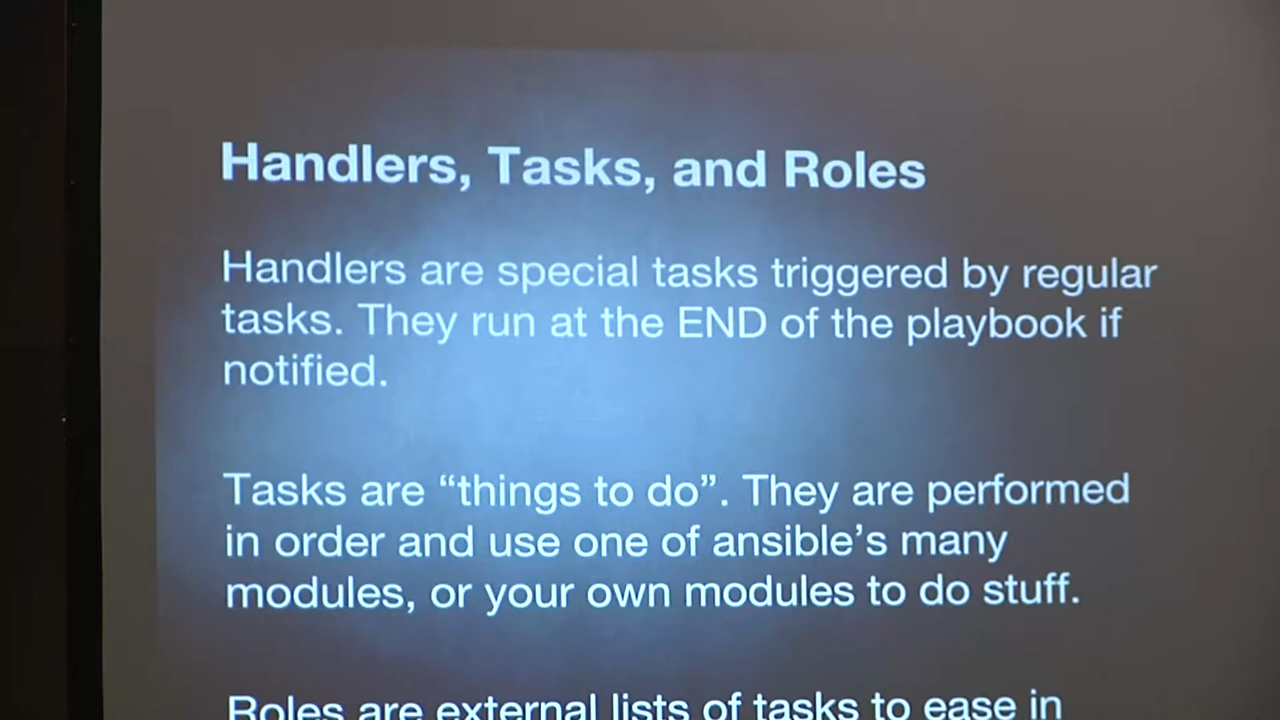 Handlers, Tasks, and Roles
Handlers are special tasks triggered by regular
tasks. They run at the END of the playbook if
notified.
Tasks are “things to do”. They are performed
in order and use one of ansible’s many
modules, or your own modules to do stuff.
Roles are external lists of tasks to ease in